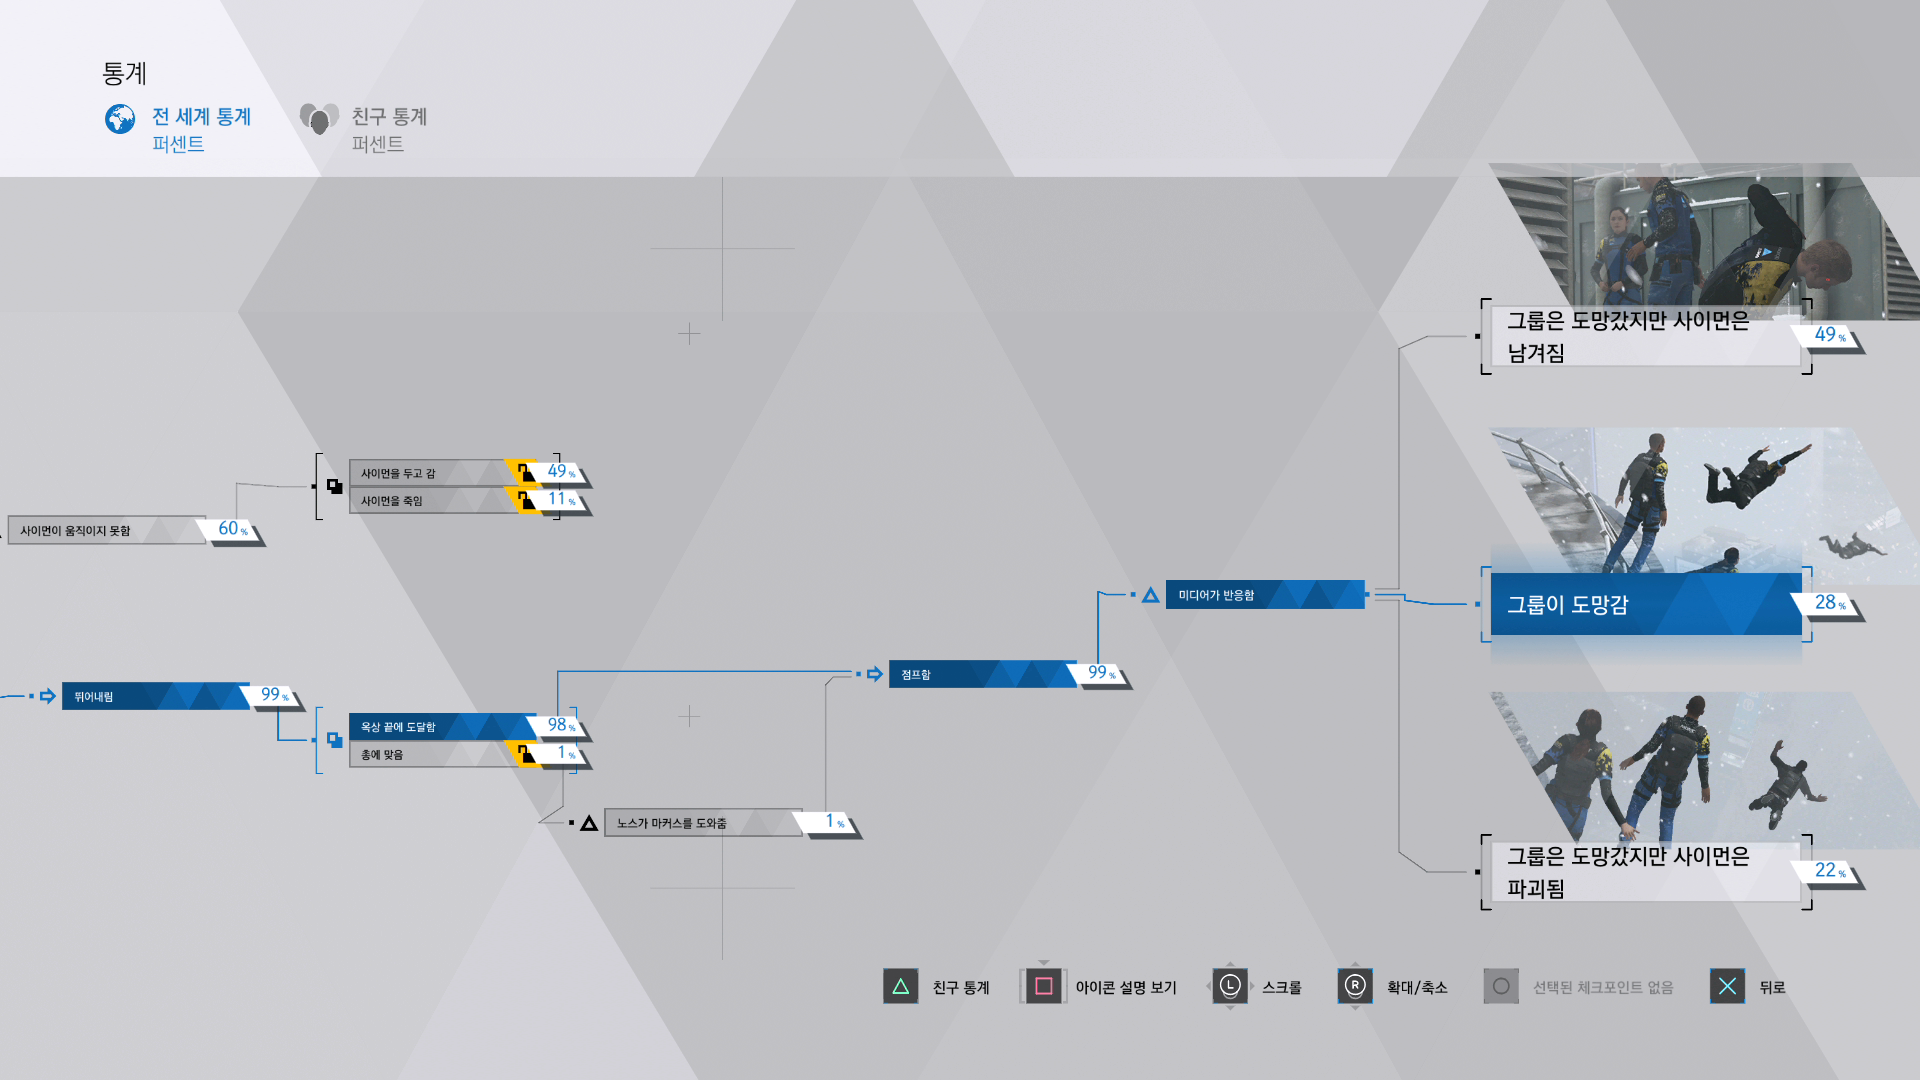 통계
전 세계 통계
퍼센트
친구 통계
퍼센트
그룹은 도망갔지만 사이먼은
남겨짐
49%
사이먼을 두고 감
49%
사이먼을 죽임
11%
사이먼이 움직이지 못함
60%
미디어가 반응함
그룹이 도망감
28%
점프함
99%
뛰어내림
99%
옥상 끝에 도달함
98%
총에 맞음
1%
노스가 마커스를 도와줌
1%
그룹은 도망갔지만 사이먼은
파괴됨
22%
친구 통계
아이콘 설명 보기
L
스크롤
R
확대/축소
선택된 체크포인트 없음
뒤로